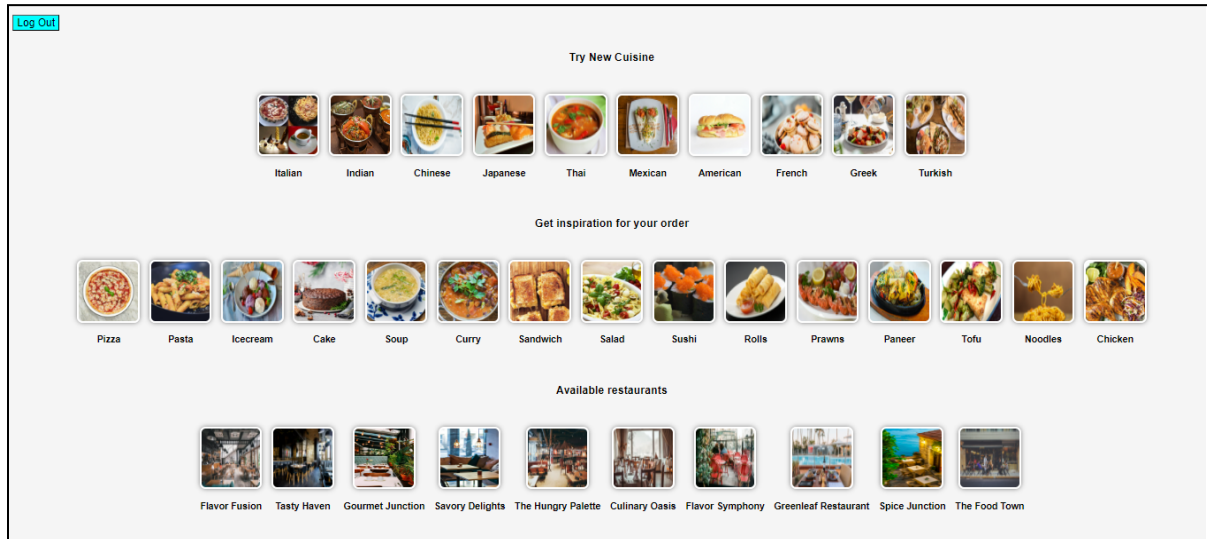 Log Out
Try New Cuisine
Italian Indian Chinese Japanese Thai Mexican American French Greek Turkish
Get inspiration for your order
Pizza Pasta Icecream Cake Soup Curry Sandwich Salad Sushi Rolls Prawns Paneer Tofu Noodles Chicken
Available restaurants
Flavor Fusion Tasty Haven Gourmet Junction Savory Delights The Hungry Palette Culinary Oasis Flavor Symphony Greenleaf Restaurant Spice Junction The Food Town